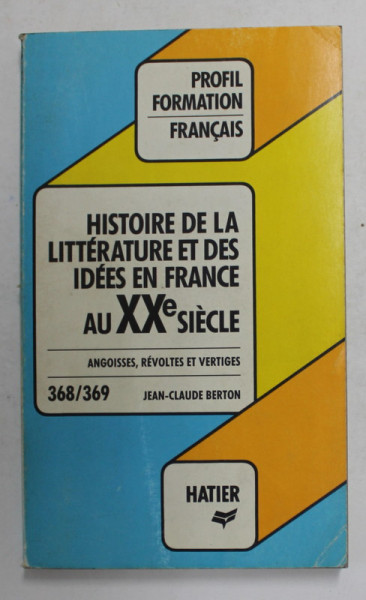 PROFIL
FORMATION
FRANÇAIS
HISTOIRE DE LA
LITTÉRATURE ET DES
IDÉES EN FRANCE
AU XXe SIÈCLE
ANGOISSES, RÉVOLTES ET VERTIGES
368/369 JEAN-CLAUDE BERTON
HATIER